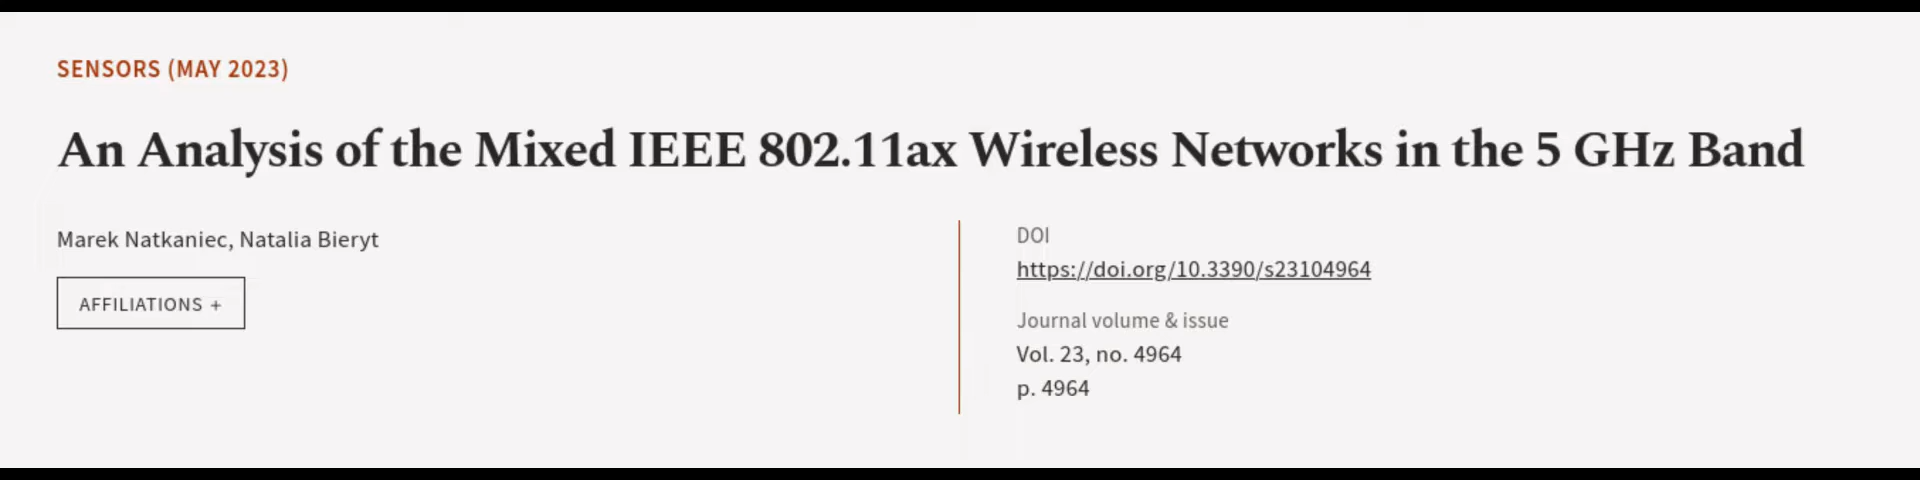 SENSORS (MAY 2023)
An Analysis of the Mixed IEEE 802.11ax Wireless Networks in the 5 GHz Band
Marek Natkaniec, Natalia Bieryt
AFFILIATIONS +
DOI
https://doi.org/10.3390/s23104964
Journal volume & issue
Vol. 23, no. 4964
p. 4964